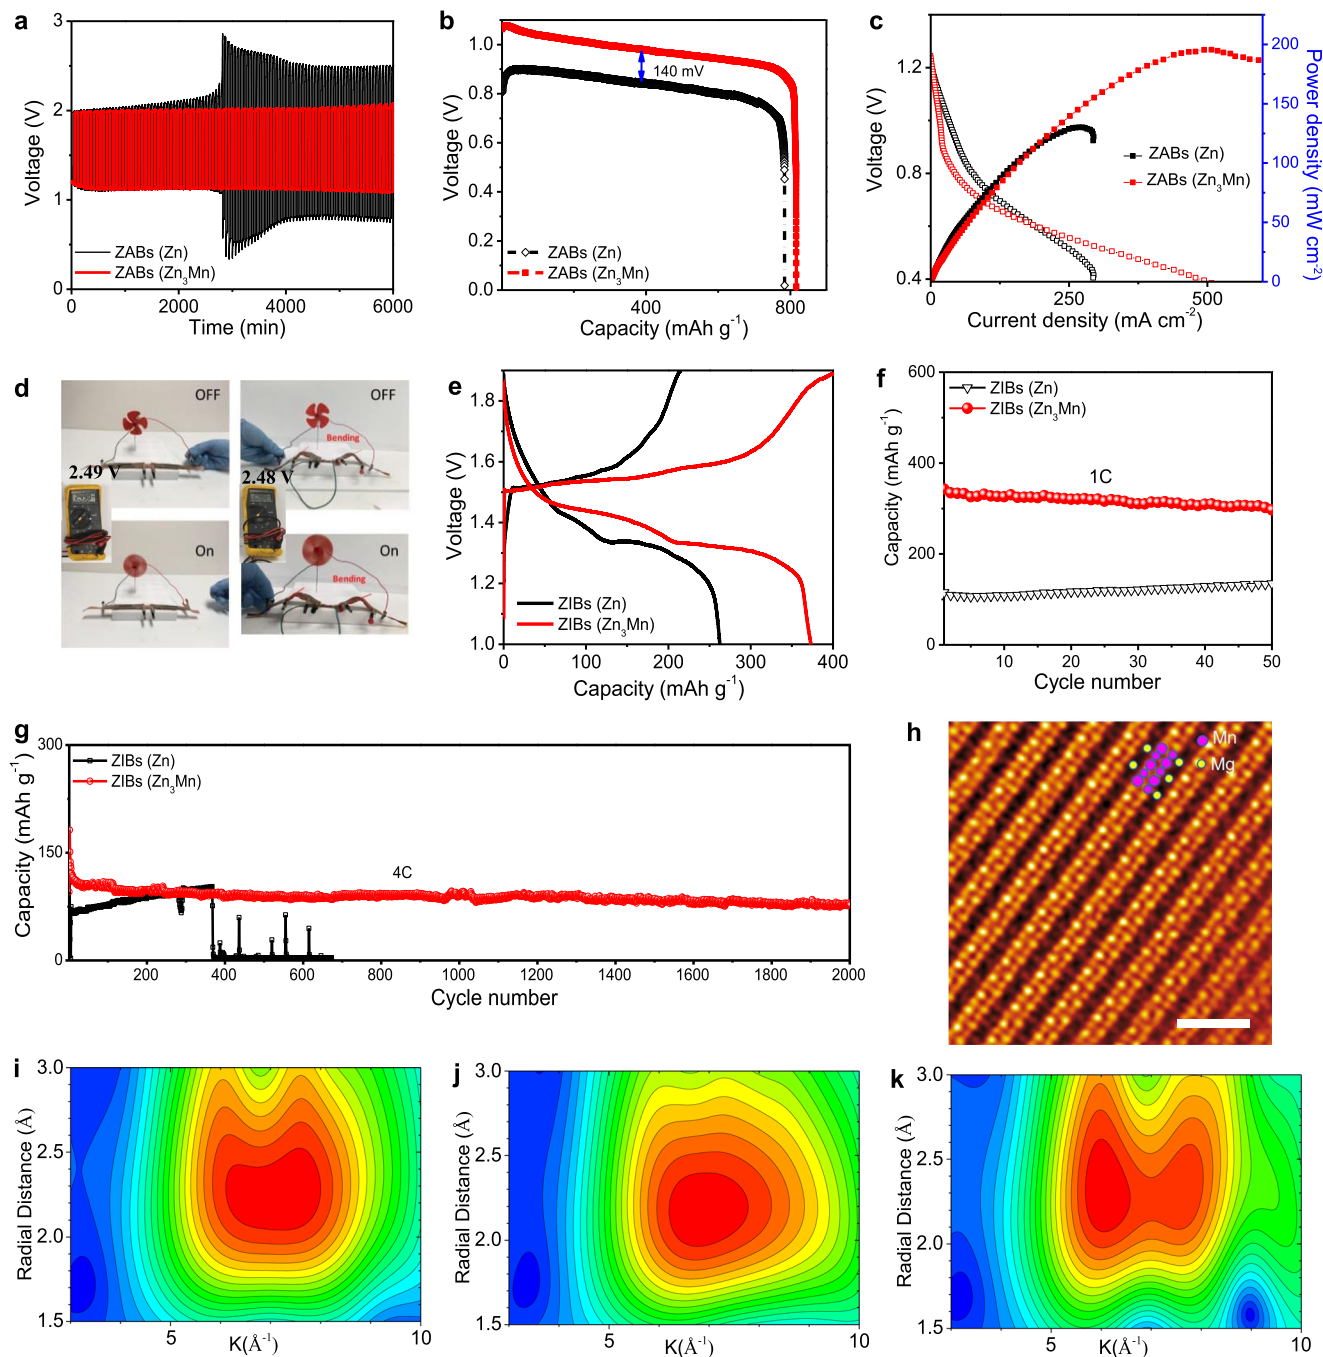 a
3
2
1
0
Voltage (V)
ZABs (Zn)
ZABs (Zn3Mn)
0
2000
4000
6000
Time (min)
b
1.0
0.8
0.6
0.4
0.2
0.0
Voltage (V)
140 mV
ZABs (Zn)
ZABs (Zn3Mn)
400
800
Capacity (mAh g-1)
c
1.2
0.8
0.4
Voltage (V)
200
150
100
50
0
Power density (mW cm-2)
ZABs (Zn)
ZABs (Zn3Mn)
0
250
500
Current density (mA cm-2)
d
OFF
OFF
Bending
2.49 V
2.48 V
On
On
Bending
e
1.8
1.6
1.4
1.2
1.0
Voltage (V)
ZIBs (Zn)
ZIBs (Zn3Mn)
0
100
200
300
400
Capacity (mAh g-1)
f
600
400
200
0
Capacity (mAh g-1)
ZIBs (Zn)
ZIBs (Zn3Mn)
1C
10
20
30
40
50
Cycle number
g
300
150
0
Capacity (mAh g-1)
ZIBs (Zn)
ZIBs (Zn3Mn)
4C
200
400
600
800
1000
1200
1400
1600
1800
2000
Cycle number
h
Mn
Mg
i
3.0
2.5
2.0
1.5
Radial Distance (Å)
5
10
K(Å-1)
j
3.0
2.5
2.0
1.5
Radial Distance (Å)
5
10
K(Å-1)
k
3.0
2.5
2.0
1.5
Radial Distance (Å)
5
10
K(Å-1)